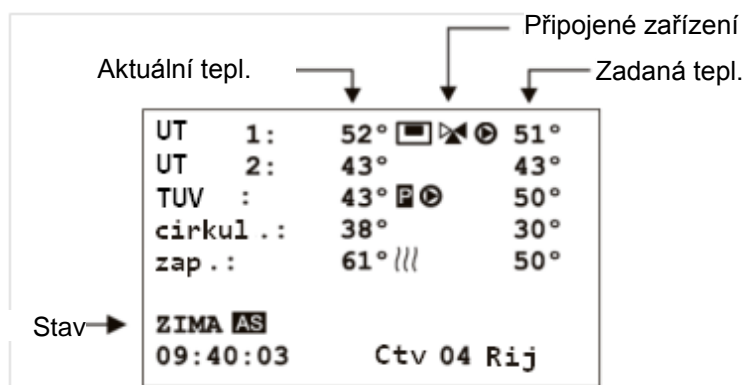 Připojené zařízení
Aktuální tepl.
Zadaná tepl.
UT 1: 52° 51°
UT 2: 43° 43°
TUV : 43° P 50°
cirkul.: 38° 30°
zap.: 61° 50°
Stav
ZIMA AS
09:40:03 Ctv 04 Rij